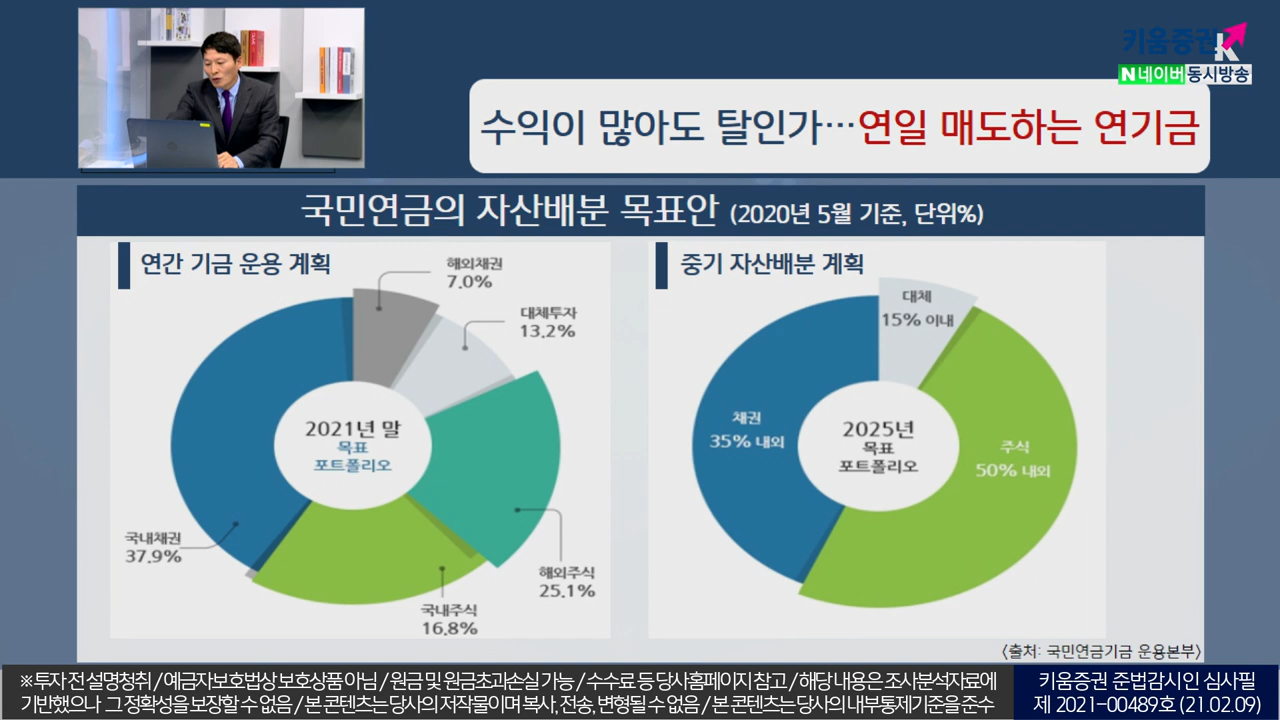 키움증권
N 네이버 동시방송
수익이 많아도 탈인가…연일 매도하는 연기금
국민연금의 자산배분 목표안 (2020년 5월 기준, 단위%)
연간 기금 운용 계획
해외채권
7.0%
대체투자
13.2%
2021년 말
목표
포트폴리오
국내채권
37.9%
해외주식
25.1%
국내주식
16.8%
중기 자산배분 계획
대체
15% 이내
채권
35% 내외
2025년
목표
포트폴리오
주식
50% 내외
<출처: 국민연금기금 운용본부>
※투자 전 설명청취 / 예금자보호법상 보호상품 아님 / 원금 및 원금초과손실 가능 / 수수료 등 당사홈페이지 참고 / 해당 내용은 조사분석자료에
기반했으나 그 정확성을 보장할 수 없음 / 본 콘텐츠는 당사의 저작물이며 복사, 전송, 변형될 수 없음 / 본 콘텐츠는 당사의 내부통제기준을 준수
키움증권 준법감시인 심사필
제 2021-00489호 (21.02.09)